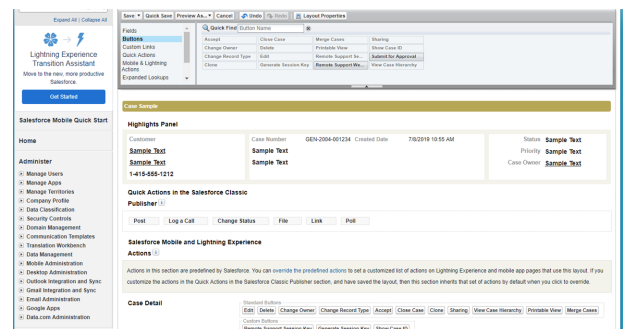 Expand All | Collapse All
Lightning Experience
Transition Assistant
Move to the new, more productive
Salesforce.
Get Started
Salesforce Mobile Quick Start
Home
Administer
Manage Users
Manage Apps
Manage Territories
Company Profile
Data Classification
Security Controls
Domain Management
Communication Templates
Translation Workbench
Data Management
Mobile Administration
Desktop Administration
Outlook Integration and Sync
Gmail Integration and Sync
Email Administration
Google Apps
Data.com Administration
Save Quick Save Preview As... Cancel Undo Redo Layout Properties
Fields
Buttons
Custom Links
Quick Actions
Mobile & Lightning
Actions
Expanded Lookups
Quick Find Button Name
Accept Close Case Merge Cases Sharing
Change Owner Delete Printable View Show Case ID
Change Record Type Edit Remote Support Se... Submit for Approval
Clone Generate Session Key Remote Support We... View Case Hierarchy
Case Sample
Highlights Panel
Customer Case Number GEN-2004-001234 Created Date 7/8/2019 10:55 AM Status Sample Text
Sample Text Sample Text Priority Sample Text
Sample Text Sample Text Case Owner Sample Text
1-415-555-1212
Quick Actions in the Salesforce Classic
Publisher
Post Log a Call Change Status File Link Poll
Salesforce Mobile and Lightning Experience
Actions
Actions in this section are predefined by Salesforce. You can override the predefined actions to set a customized list of actions on Lightning Experience and mobile app pages that use this layout. If you
customize the actions in the Quick Actions in the Salesforce Classic Publisher section, and have saved the layout, then this section inherits that set of actions by default when you click to override.
Case Detail
Standard Buttons
Edit Delete Change Owner Change Record Type Accept Close Case Clone Sharing View Case Hierarchy Printable View Merge Cases
Custom Buttons
Remote Support Session Key Generate Session Key Show Case ID